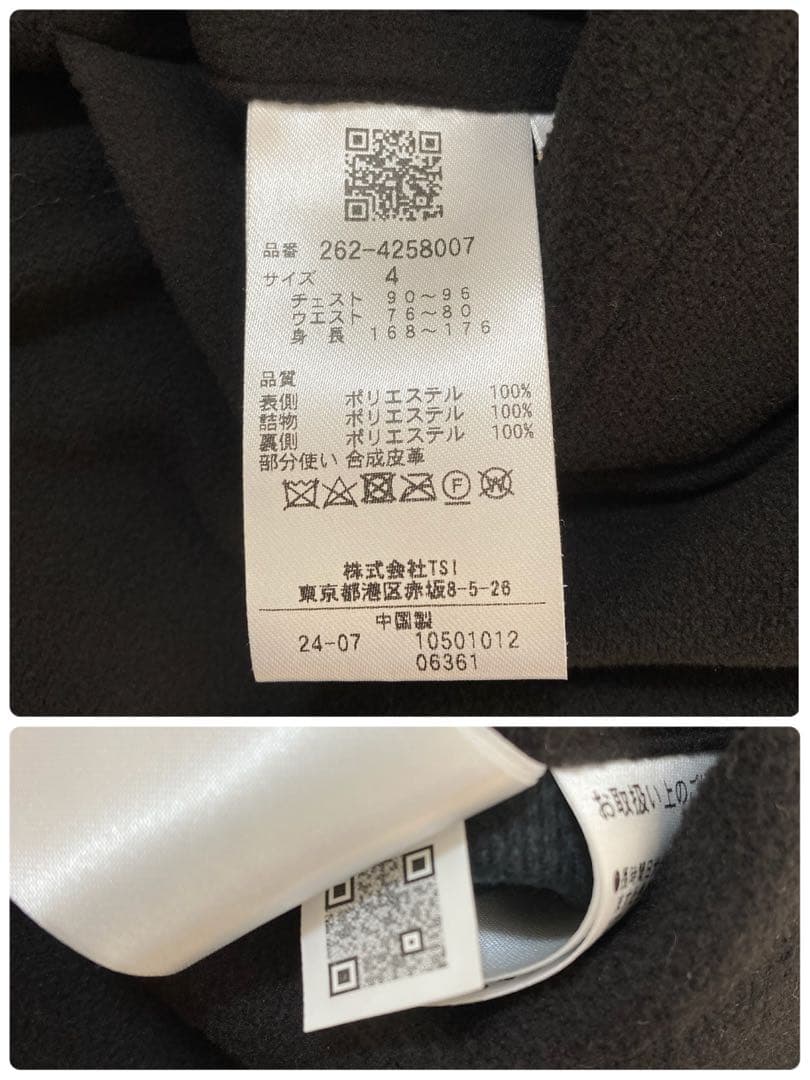 品番 262-4258007
サイズ 4
チェスト 90～96
ウエスト 76～80
身長 168～176
品質
表側 ポリエステル 100%
詰物 ポリエステル 100%
裏側 ポリエステル 100%
部分使い 合成皮革
F W
株式会社TSI
東京都港区赤坂8-5-26
中国製
24-07 10501012
06361
お取扱い上のご